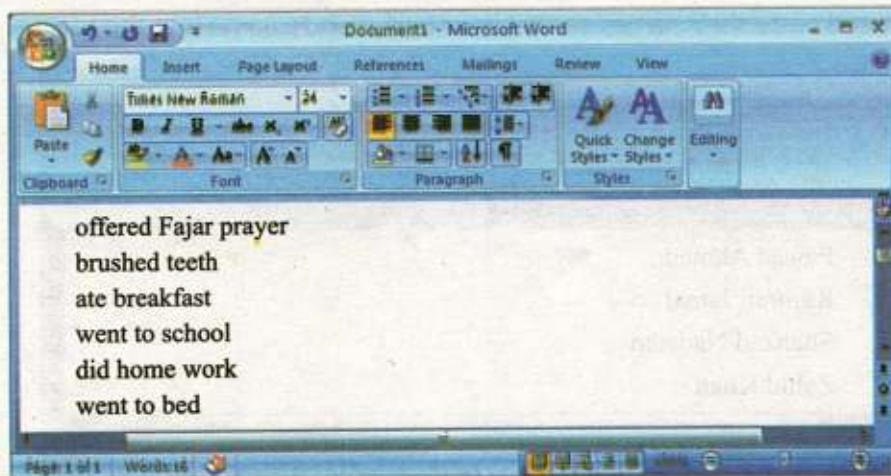 Document1 - Microsoft Word
Home Insert Page Layout References Mailings Review View
Times New Roman 24
Paste
Quick Styles
Change Styles
Editing
Clipboard Font Paragraph Styles
offered Fajar prayer
brushed teeth
ate breakfast
went to school
did home work
went to bed
Page: 1 of 1 Words: 16